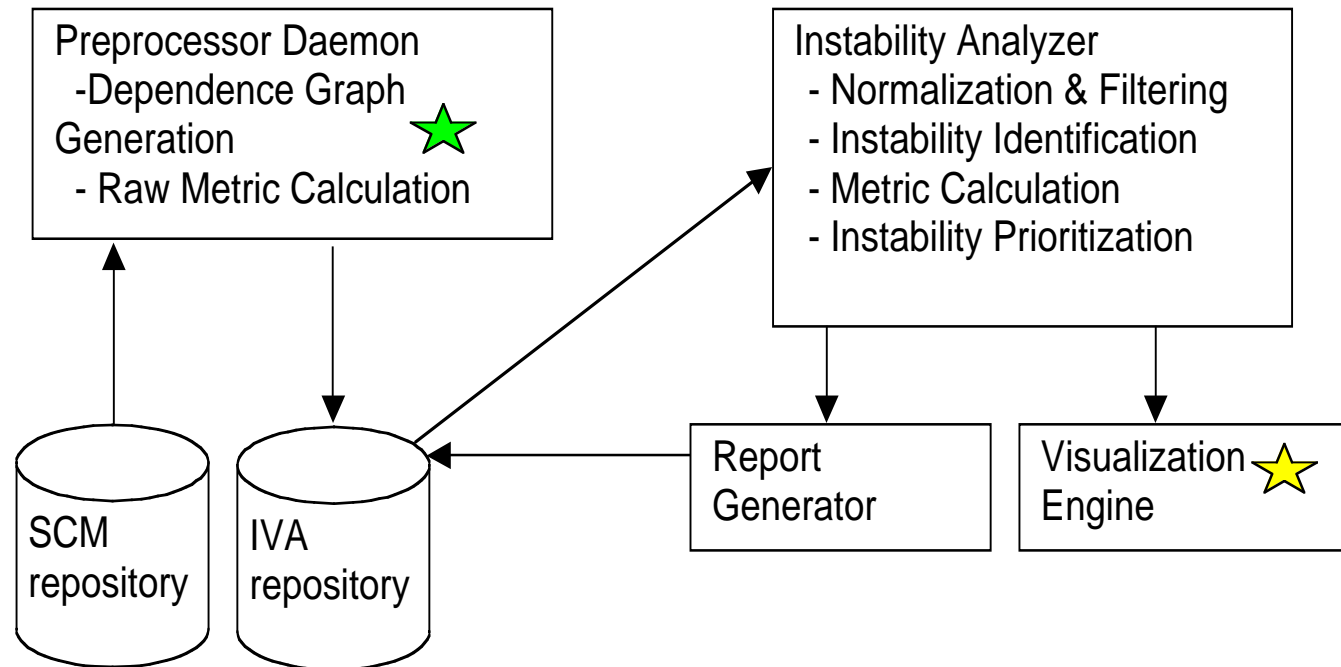 Preprocessor Daemon
-Dependence Graph
Generation
- Raw Metric Calculation
Instability Analyzer
- Normalization & Filtering
- Instability Identification
- Metric Calculation
- Instability Prioritization
SCM
repository
IVA
repository
Report
Generator
Visualization
Engine